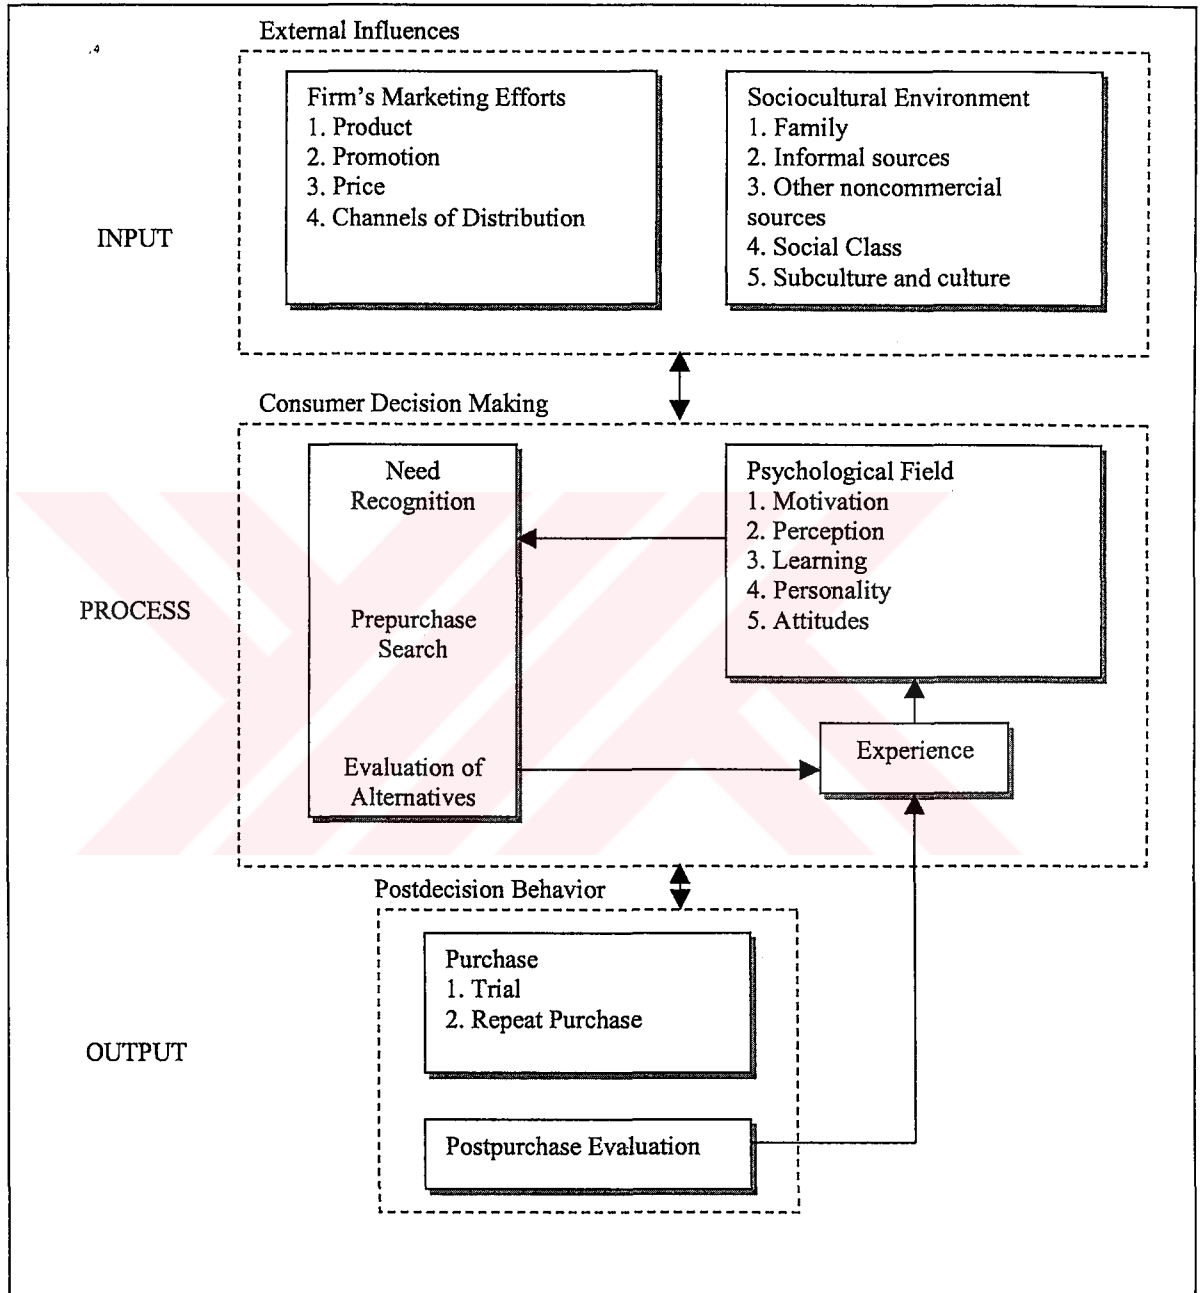 External Influences
Firm's Marketing Efforts
1. Product
2. Promotion
3. Price
4. Channels of Distribution
Sociocultural Environment
1. Family
2. Informal sources
3. Other noncommercial
sources
4. Social Class
5. Subculture and culture
INPUT
Consumer Decision Making
Need
Recognition
Prepurchase
Search
Evaluation of
Alternatives
Psychological Field
1. Motivation
2. Perception
3. Learning
4. Personality
5. Attitudes
PROCESS
Experience
Postdecision Behavior
Purchase
1. Trial
2. Repeat Purchase
OUTPUT
Postpurchase Evaluation